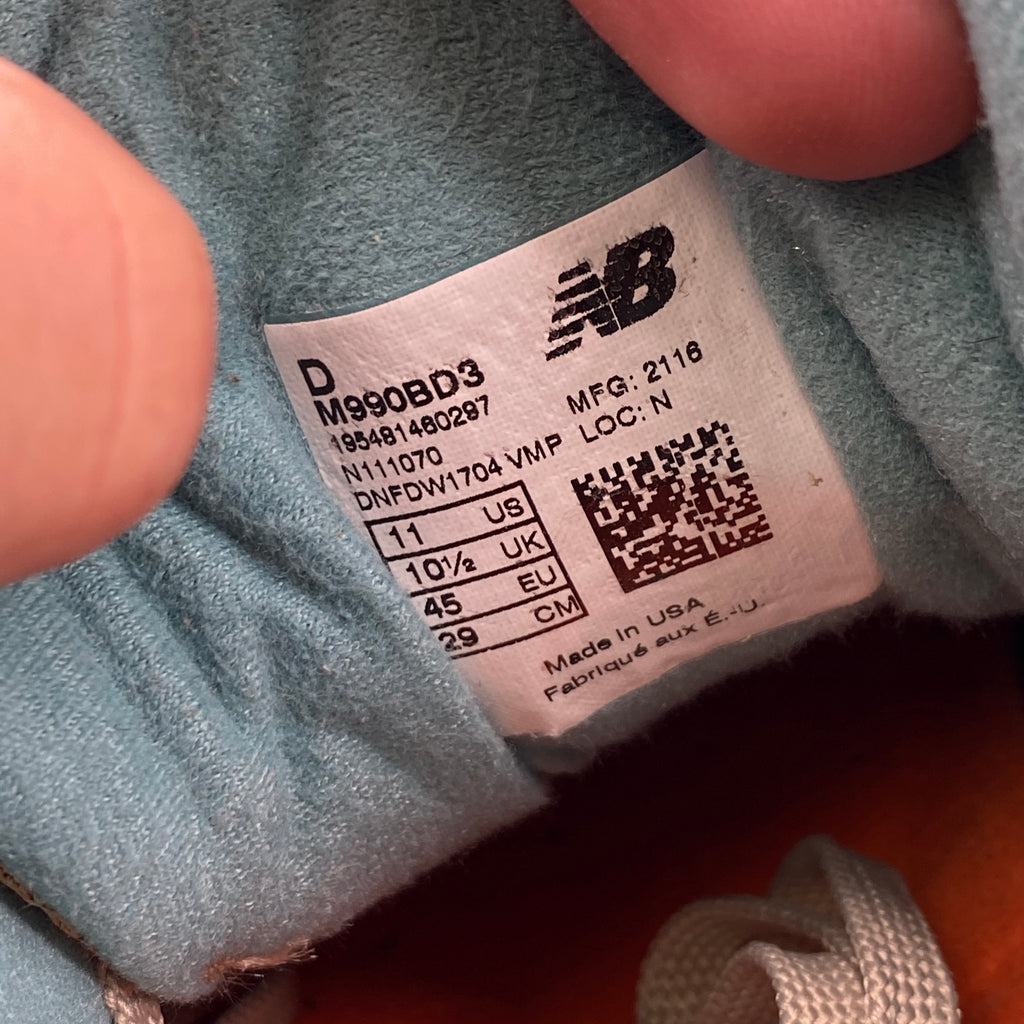 NB
D
M990BD3
195481460297
N111070
DNFDW1704 VMP
MFG: 2116
LOC: N
11 US
10½ UK
45 EU
29 CM
Made In USA
Fabriqué aux É.-U.